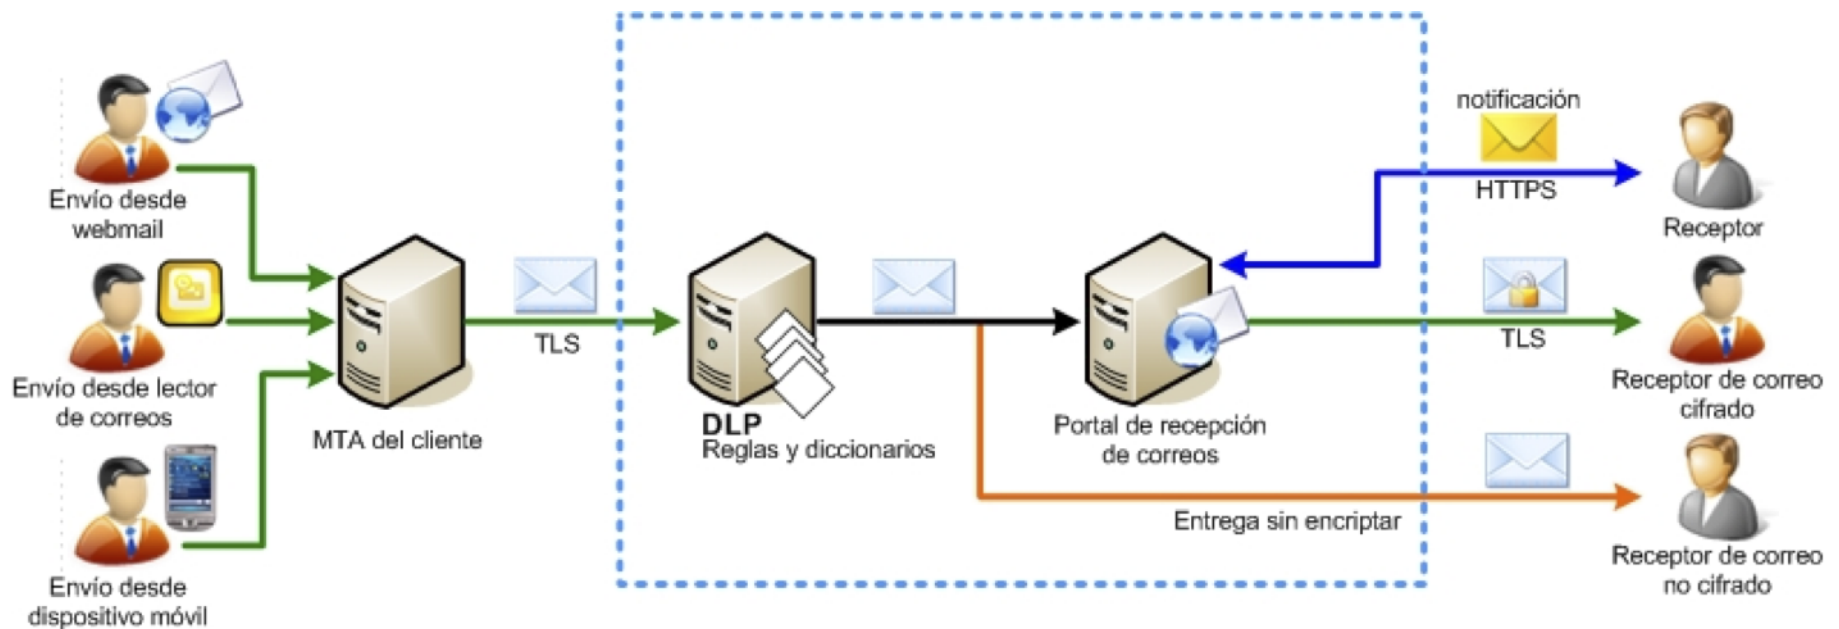 Envío desde
webmail
Envío desde lector
de correos
Envío desde
dispositivo móvil
MTA del cliente
TLS
DLP
Reglas y diccionarios
Portal de recepción
de correos
Entrega sin encriptar
notificación
HTTPS
Receptor
TLS
Receptor de correo
cifrado
Receptor de correo
no cifrado